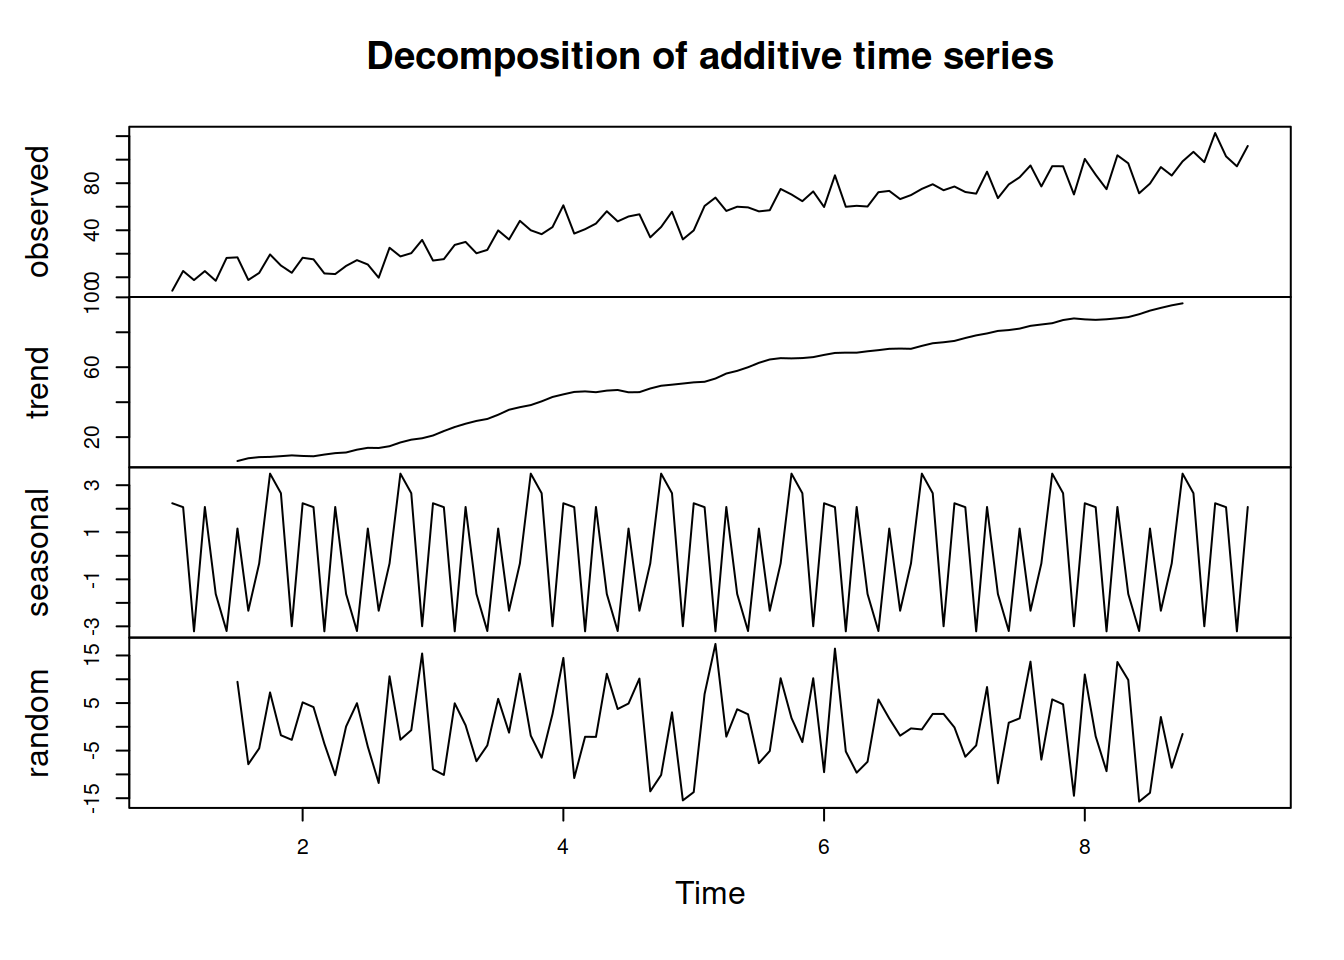 Decomposition of additive time series
observed
80
40
0
trend
100
60
20
seasonal
3
1
-1
-3
random
15
5
-5
-15
2 4 6 8
Time